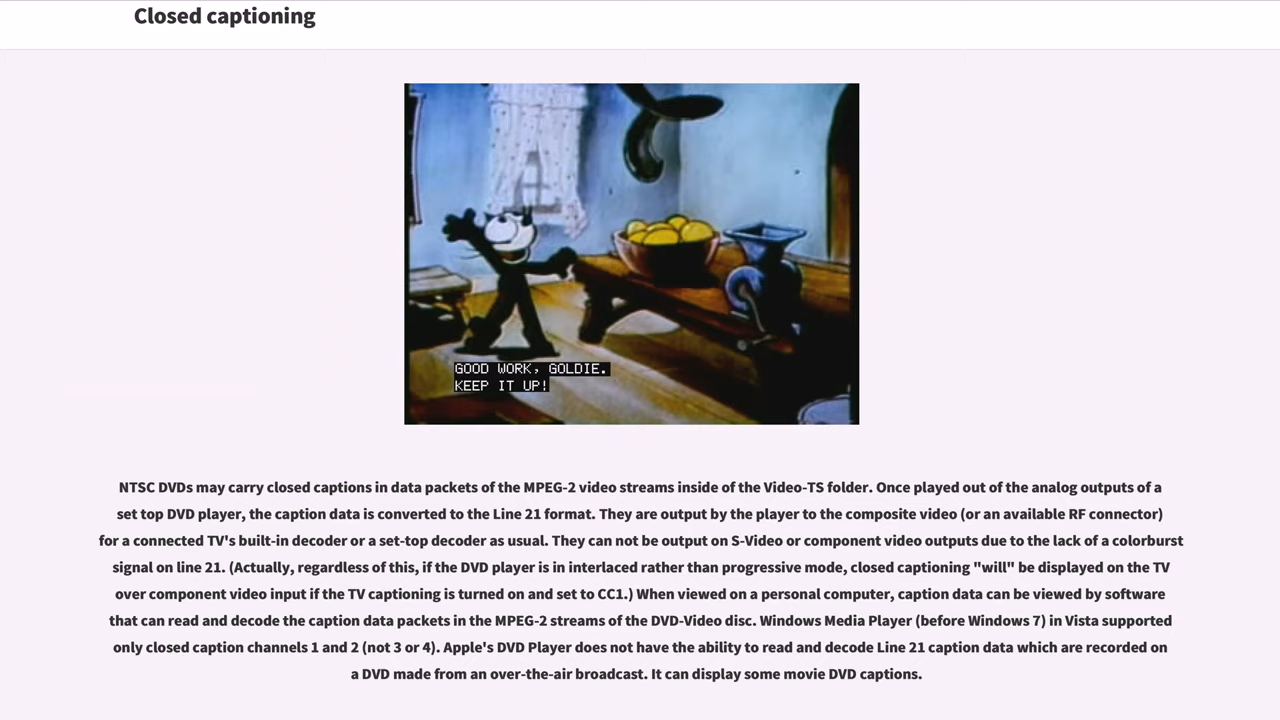 Closed captioning
GOOD WORK, GOLDIE.
KEEP IT UP!
NTSC DVDs may carry closed captions in data packets of the MPEG-2 video streams inside of the Video-TS folder. Once played out of the analog outputs of a
set top DVD player, the caption data is converted to the Line 21 format. They are output by the player to the composite video (or an available RF connector)
for a connected TV's built-in decoder or a set-top decoder as usual. They can not be output on S-Video or component video outputs due to the lack of a colorburst
signal on line 21. (Actually, regardless of this, if the DVD player is in interlaced rather than progressive mode, closed captioning "will" be displayed on the TV
over component video input if the TV captioning is turned on and set to CC1.) When viewed on a personal computer, caption data can be viewed by software
that can read and decode the caption data packets in the MPEG-2 streams of the DVD-Video disc. Windows Media Player (before Windows 7) in Vista supported
only closed caption channels 1 and 2 (not 3 or 4). Apple's DVD Player does not have the ability to read and decode Line 21 caption data which are recorded on
a DVD made from an over-the-air broadcast. It can display some movie DVD captions.